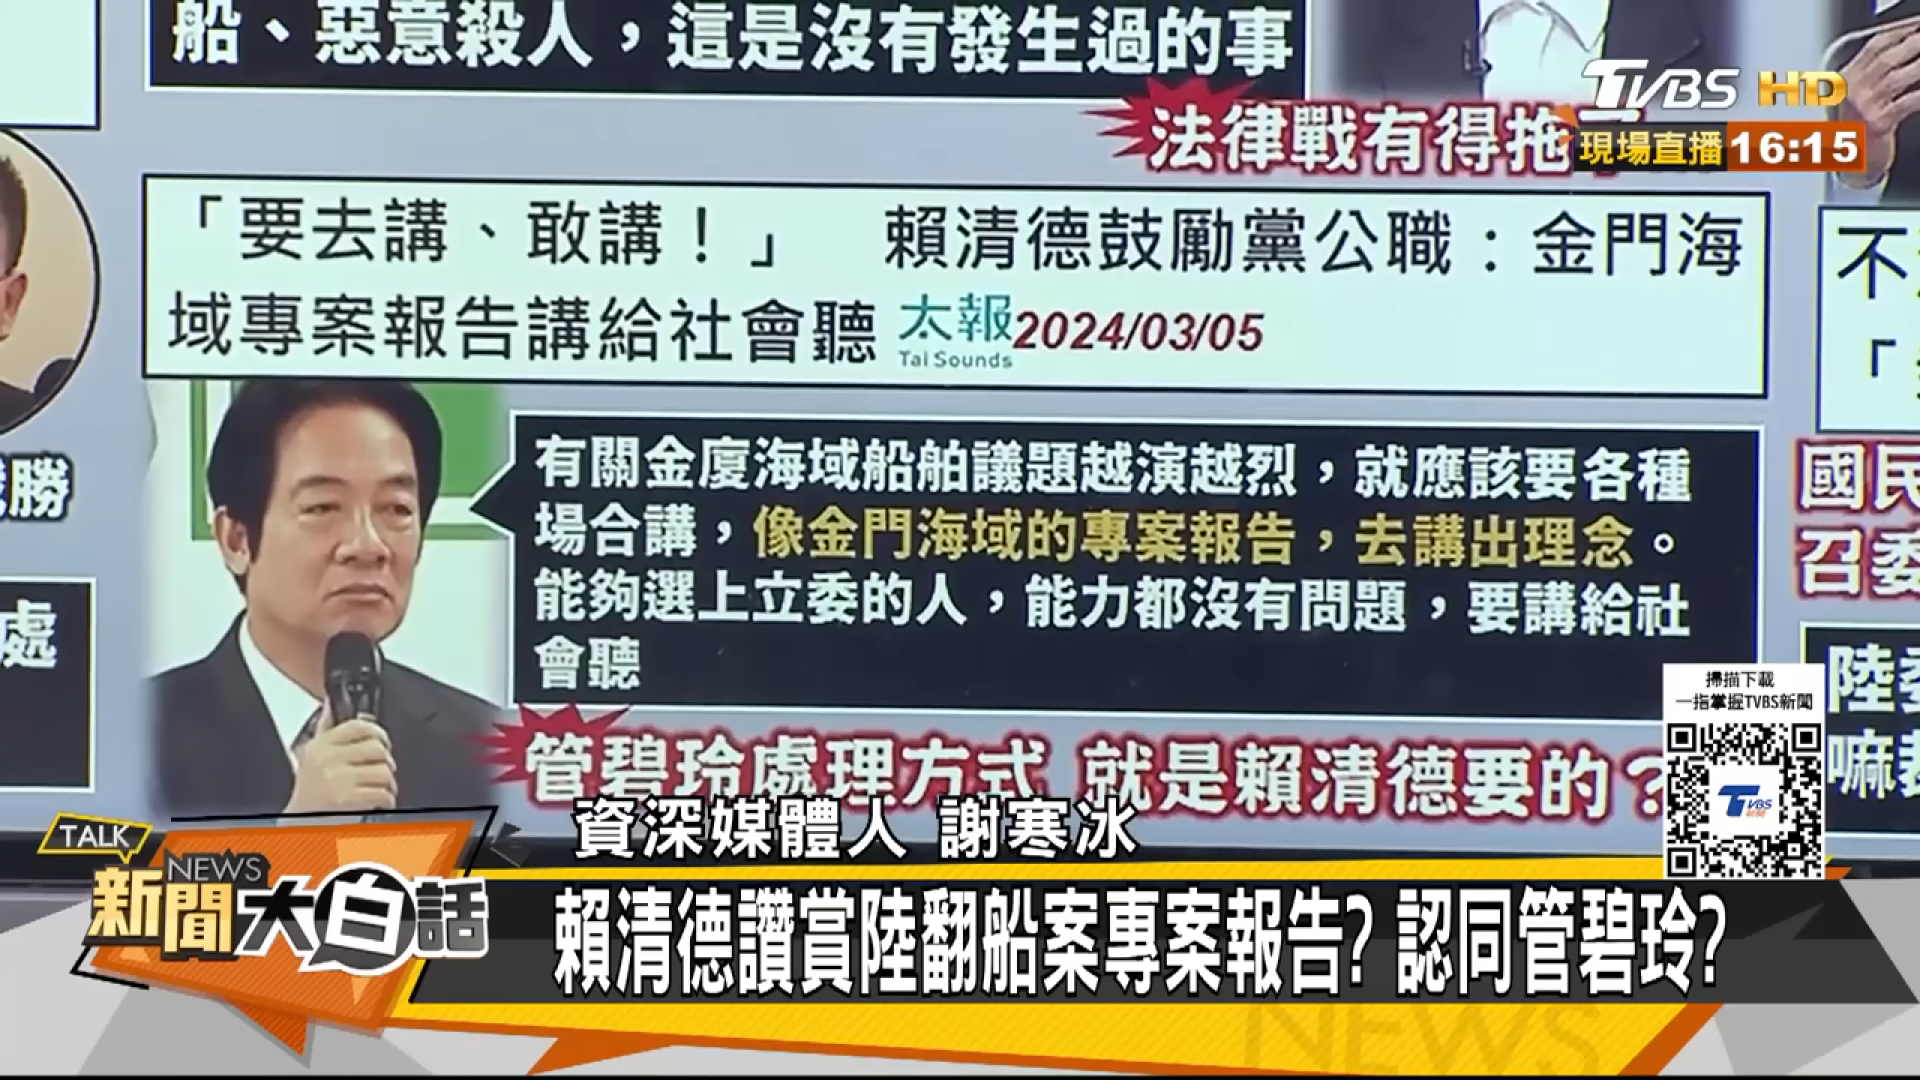 船、惡意殺人，這是沒有發生過的事
TVBS HD
法律戰有得拖
現場直播 16:15
「要去講、敢講！」 賴清德鼓勵黨公職：金門海
域專案報告講給社會聽 太報 2024/03/05
Tai Sounds
不
「
勝
有關金廈海域船舶議題越演越烈，就應該要各種
場合講，像金門海域的專案報告，去講出理念。
能夠選上立委的人，能力都沒有問題，要講給社
會聽
國民
召委
處
陸委
嘛
掃描下載
一指掌握TVBS新聞
TVBS
新聞
管碧玲處理方式 就是賴清德要的？
資深媒體人 謝寒冰
TALK
NEWS
新聞大白話
賴清德讚賞陸翻船案專案報告? 認同管碧玲?
NEWS